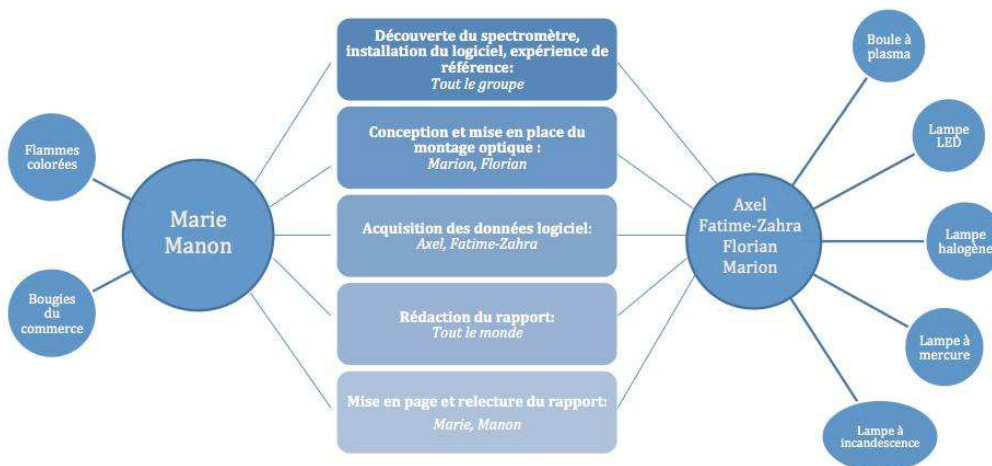 Flammes
colorées
Bougies
du
commerce
Marie
Manon
Découverte du spectromètre,
installation du logiciel, expérience de
référence:
Tout le groupe
Conception et mise en place du
montage optique :
Marion, Florian
Acquisition des données logiciel:
Axel, Fatime-Zahra
Rédaction du rapport:
Tout le monde
Mise en page et relecture du rapport:
Marie, Manon
Axel
Fatime-Zahra
Florian
Marion
Boule à
plasma
Lampe
LED
Lampe
halogène
Lampe à
mercure
Lampe à
incandescence